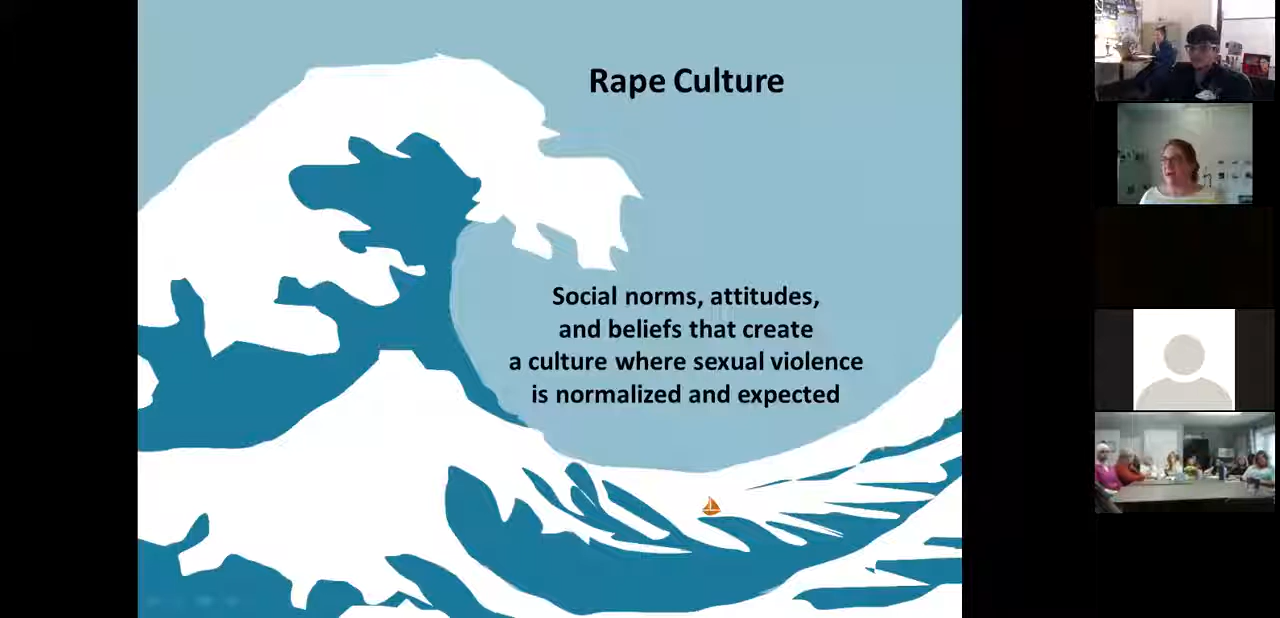 Rape Culture
Social norms, attitudes,
and beliefs that create
a culture where sexual violence
is normalized and expected